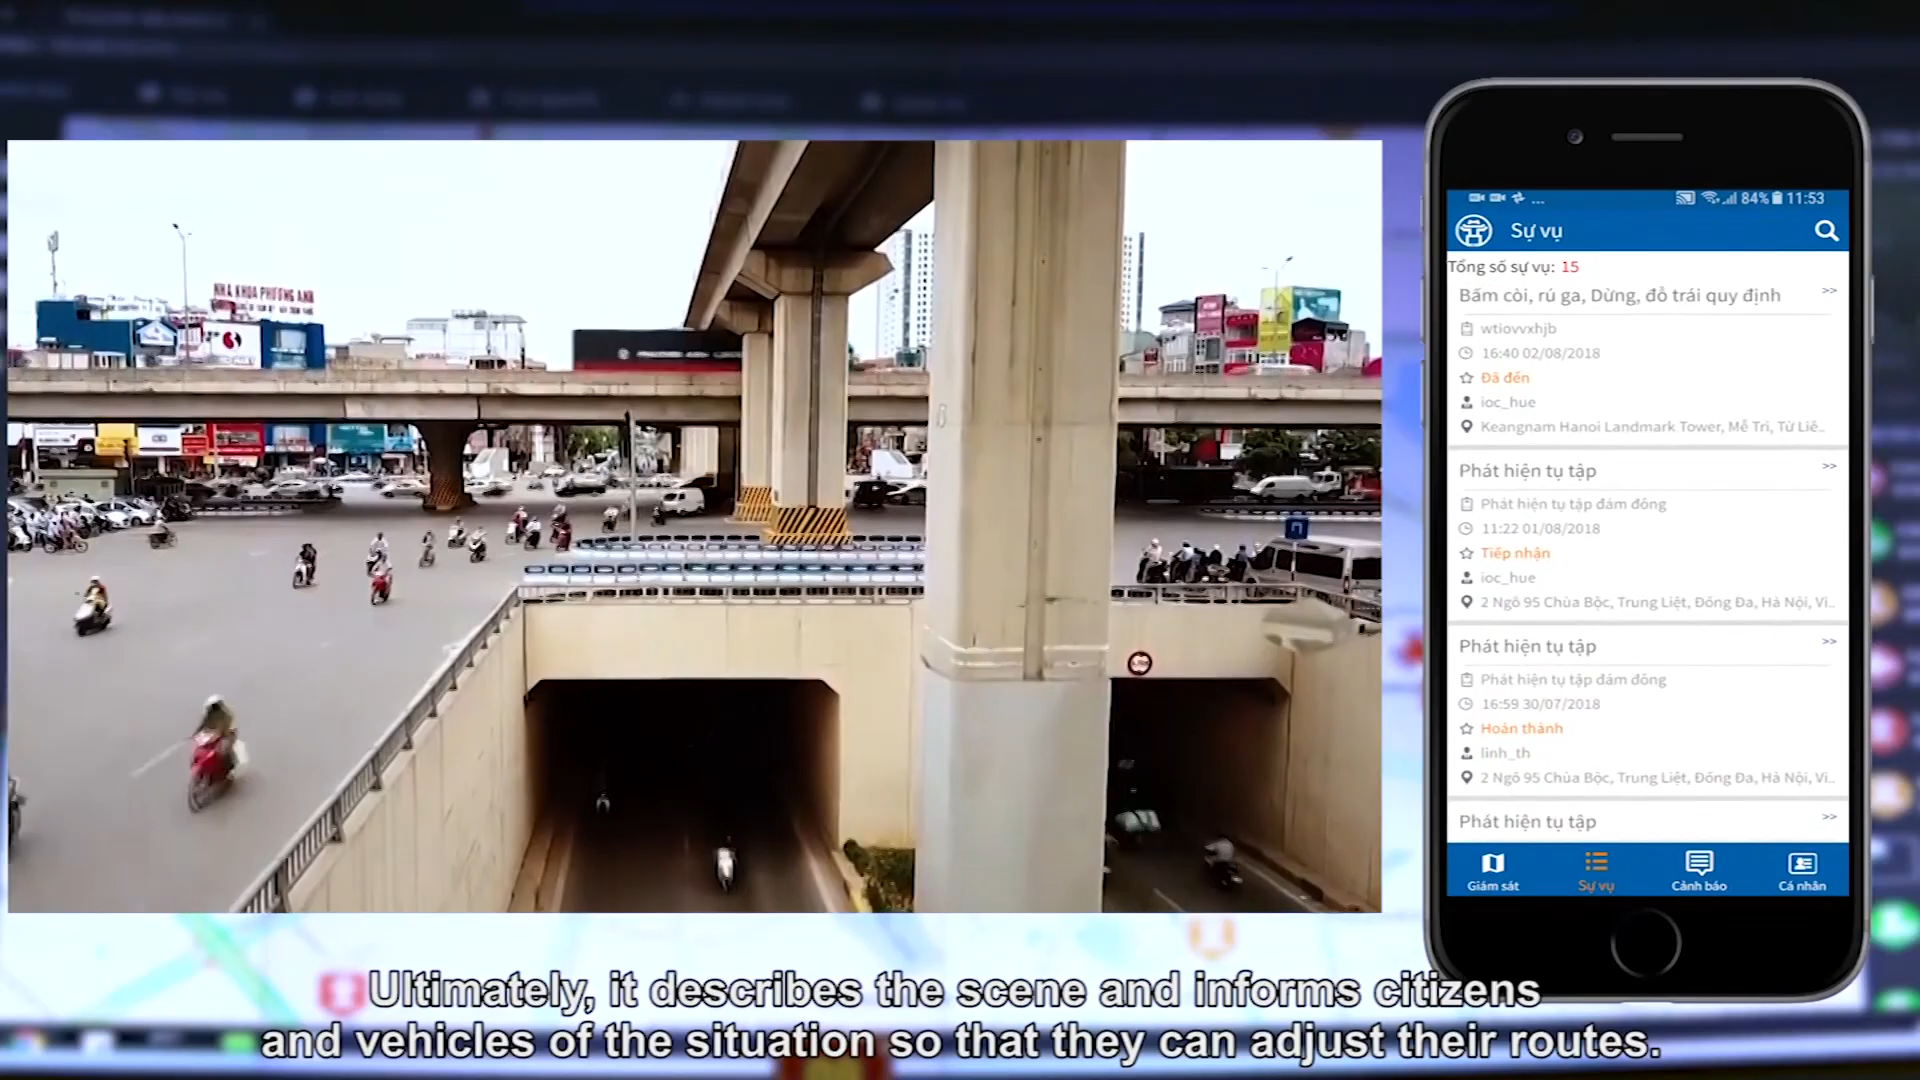 NHA KHOA PHƯƠNG ANH
84% 11:53
Sự vụ
Tổng số sự vụ: 15
Bấm còi, rú ga, Dừng, đỗ trái quy định >>
wtiovvxhjb
16:40 02/08/2018
Đã đến
ioc_hue
Keangnam Hanoi Landmark Tower, Mễ Trì, Từ Liê..
Phát hiện tụ tập >>
Phát hiện tụ tập đám đông
11:22 01/08/2018
Tiếp nhận
ioc_hue
2 Ngõ 95 Chùa Bộc, Trung Liệt, Đống Đa, Hà Nội, Vi..
Phát hiện tụ tập >>
Phát hiện tụ tập đám đông
16:59 30/07/2018
Hoàn thành
linh_th
2 Ngõ 95 Chùa Bộc, Trung Liệt, Đống Đa, Hà Nội, Vi..
Phát hiện tụ tập >>
Giám sát Sự vụ Cảnh báo Cá nhân
Ultimately, it describes the scene and informs citizens
and vehicles of the situation so that they can adjust their routes.